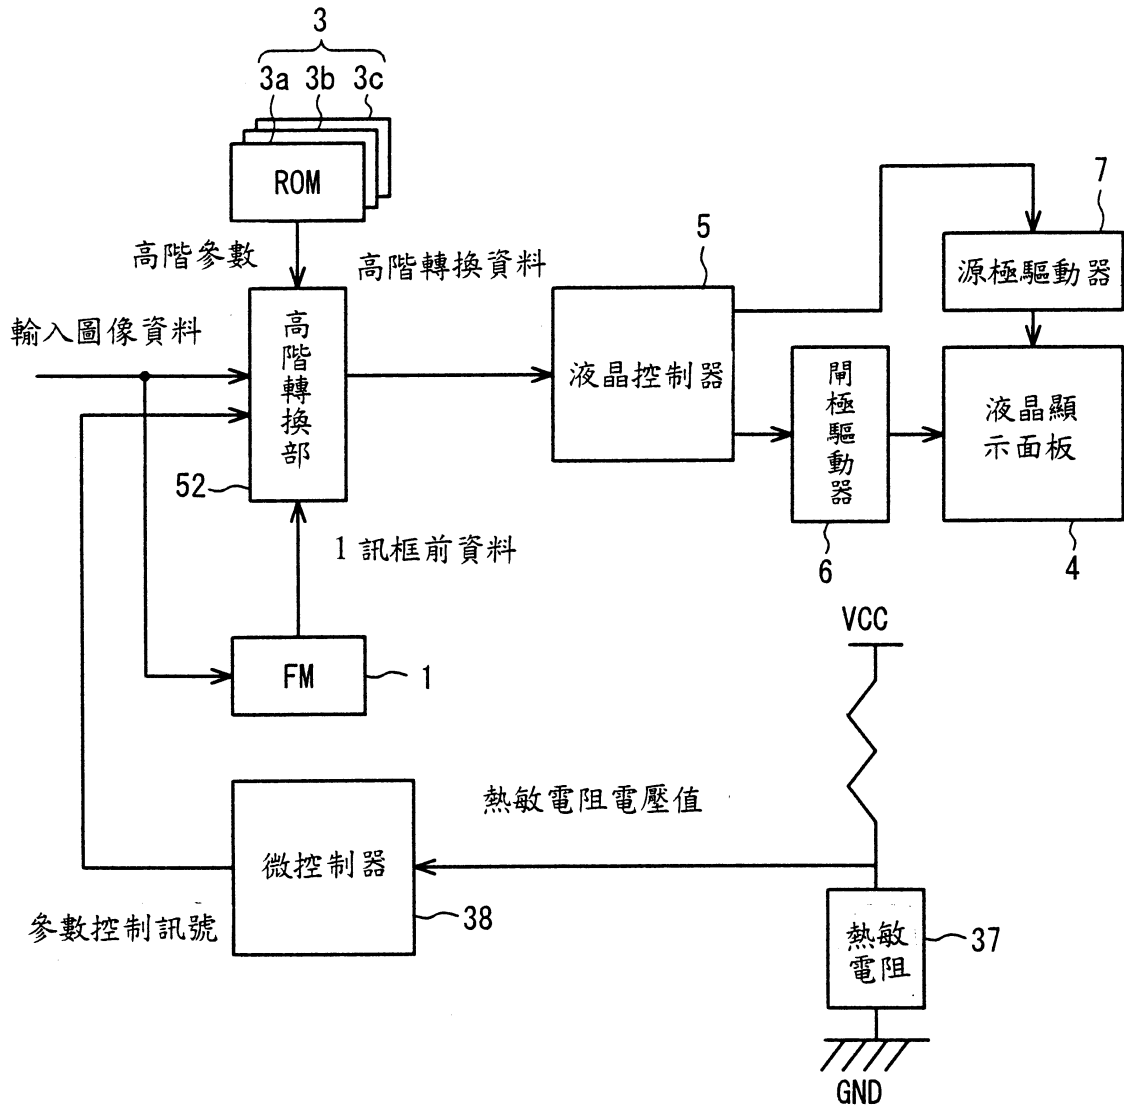 3
3a 3b 3c
ROM
高階參數
高階轉換資料
輸入圖像資料
高階轉換部
52
5
液晶控制器
7
源極驅動器
閘極驅動器
6
液晶顯
示面板
4
1訊框前資料
FM
1
VCC
熱敏電阻電壓值
微控制器
38
參數控制訊號
熱敏
電阻
37
GND